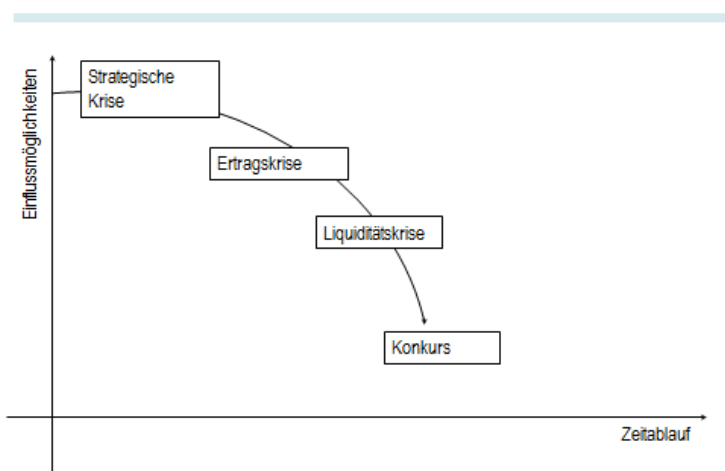 Einflussmöglichkeiten
Strategische
Krise
Ertragskrise
Liquiditätskrise
Konkurs
Zeitablauf